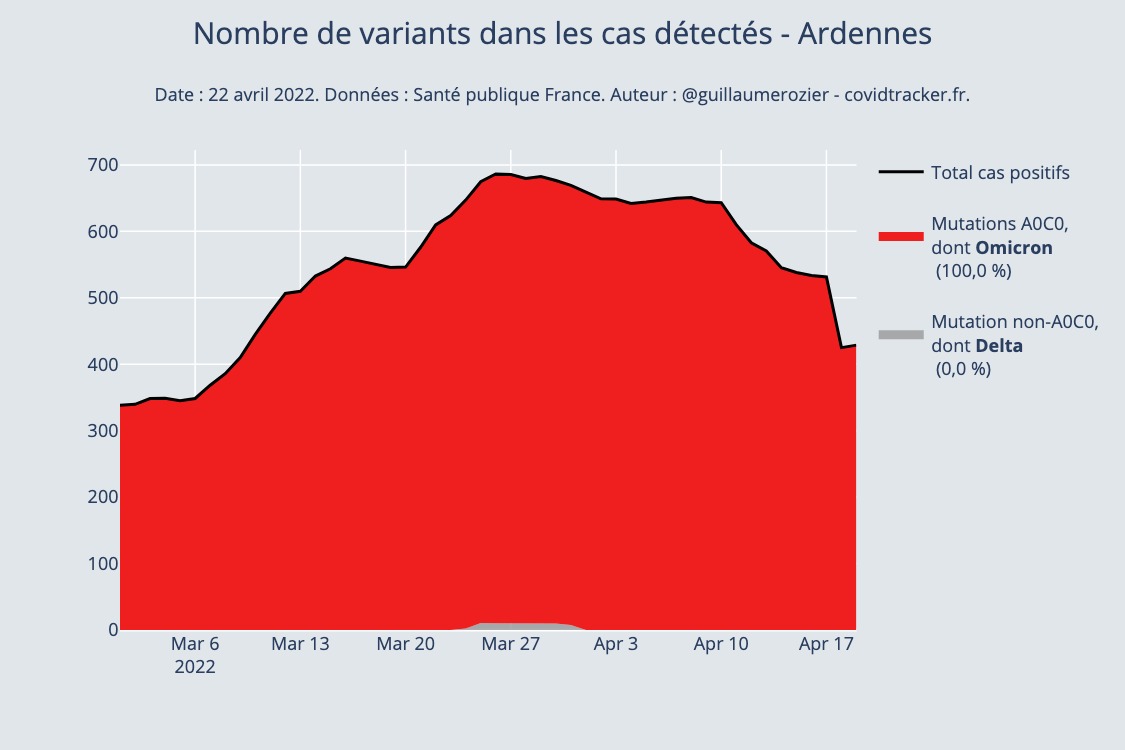 Nombre de variants dans les cas détectés - Ardennes
Date : 22 avril 2022. Données : Santé publique France. Auteur : @guillaumerozier - covidtracker.fr.
700
600
500
400
300
200
100
0
Mar 6
2022
Mar 13
Mar 20
Mar 27
Apr 3
Apr 10
Apr 17
Total cas positifs
Mutations A0C0,
dont Omicron
(100,0 %)
Mutation non-A0C0,
dont Delta
(0,0 %)